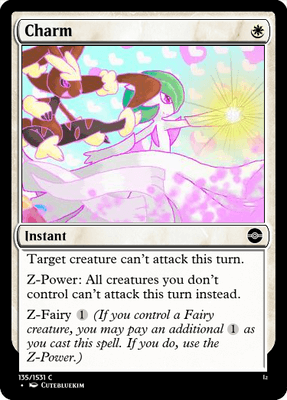 Charm
Instant
Target creature can't attack this turn.
Z-Power: All creatures you don't
control can't attack this turn instead.
Z-Fairy 1 (If you control a Fairy
creature, you may pay an additional 1 as
you cast this spell. If you do, use the
Z-Power.)
135/1531 C
CUTEBLUEKIM